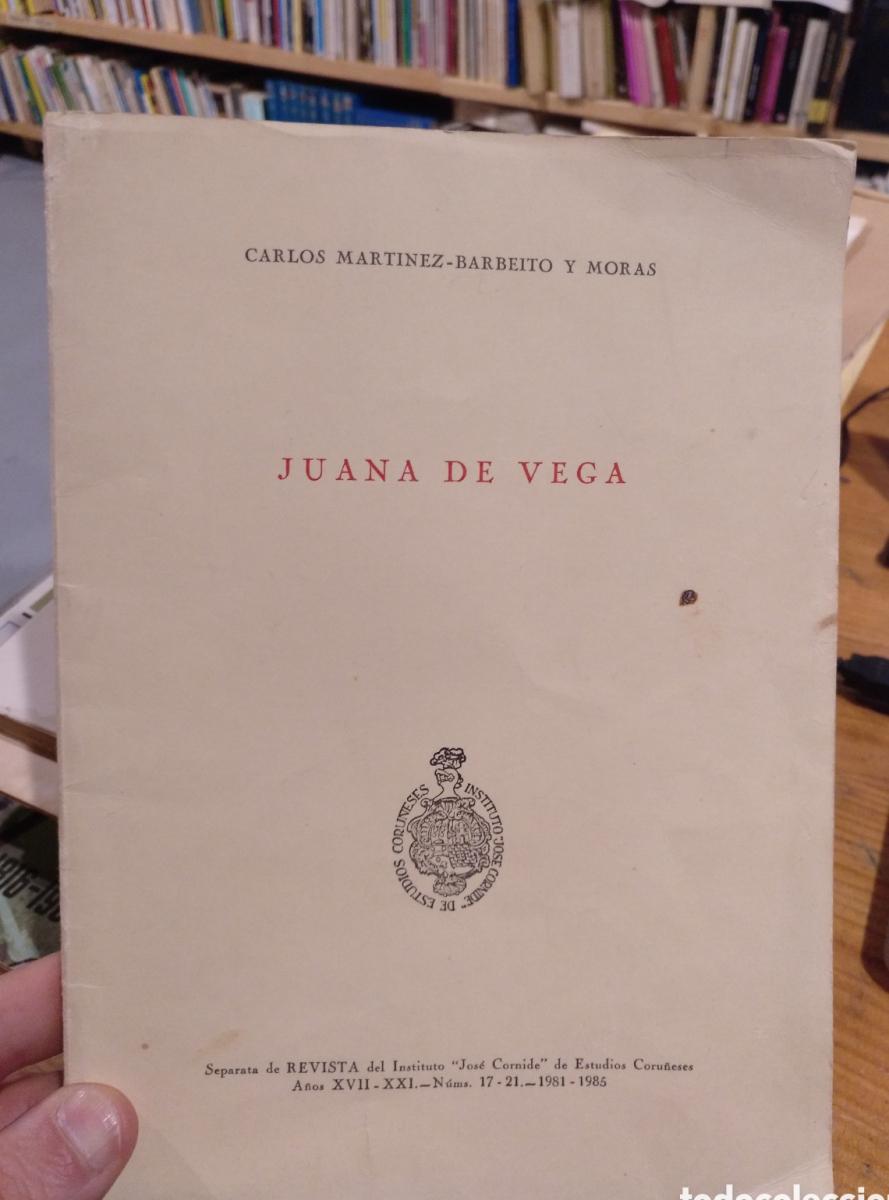 CARLOS MARTINEZ-BARBEITO Y MORAS
JUANA DE VEGA
INSTITUTO "JOSE CORNIDE" DE ESTUDIOS CORUÑESES
Separata de REVISTA del Instituto "José Cornide" de Estudios Coruñeses
Años XVII - XXI.—Núms. 17 - 21.—1981 - 1985